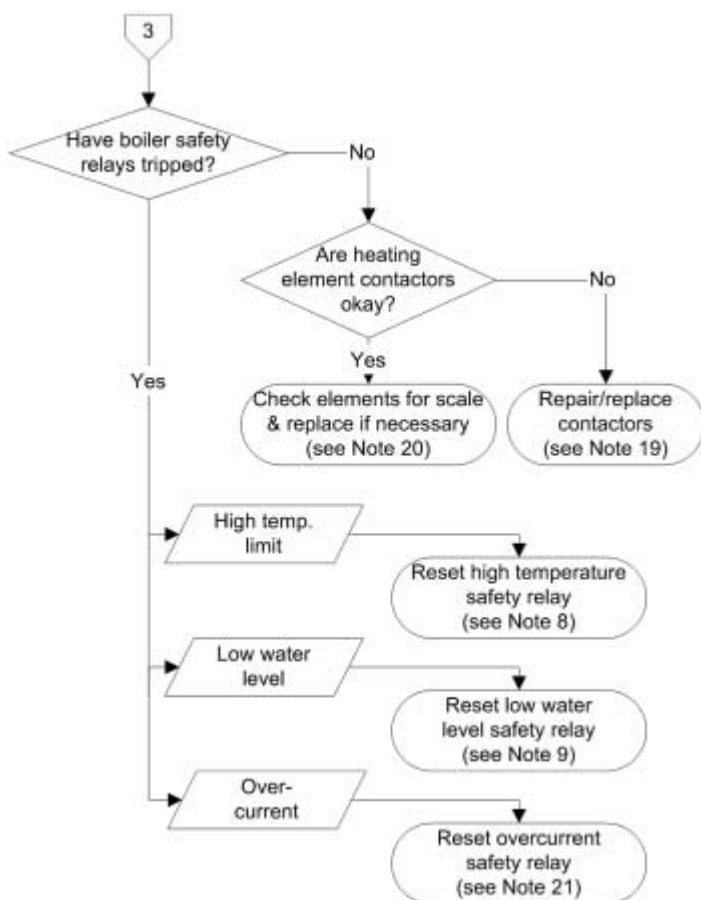 3
Have boiler safety
relays tripped?
No
Are heating
element contactors
okay?
No
Yes
Yes
Check elements for scale
& replace if necessary
(see Note 20)
Repair/replace
contactors
(see Note 19)
High temp.
limit
Reset high temperature
safety relay
(see Note 8)
Low water
level
Reset low water
level safety relay
(see Note 9)
Over-
current
Reset overcurrent
safety relay
(see Note 21)